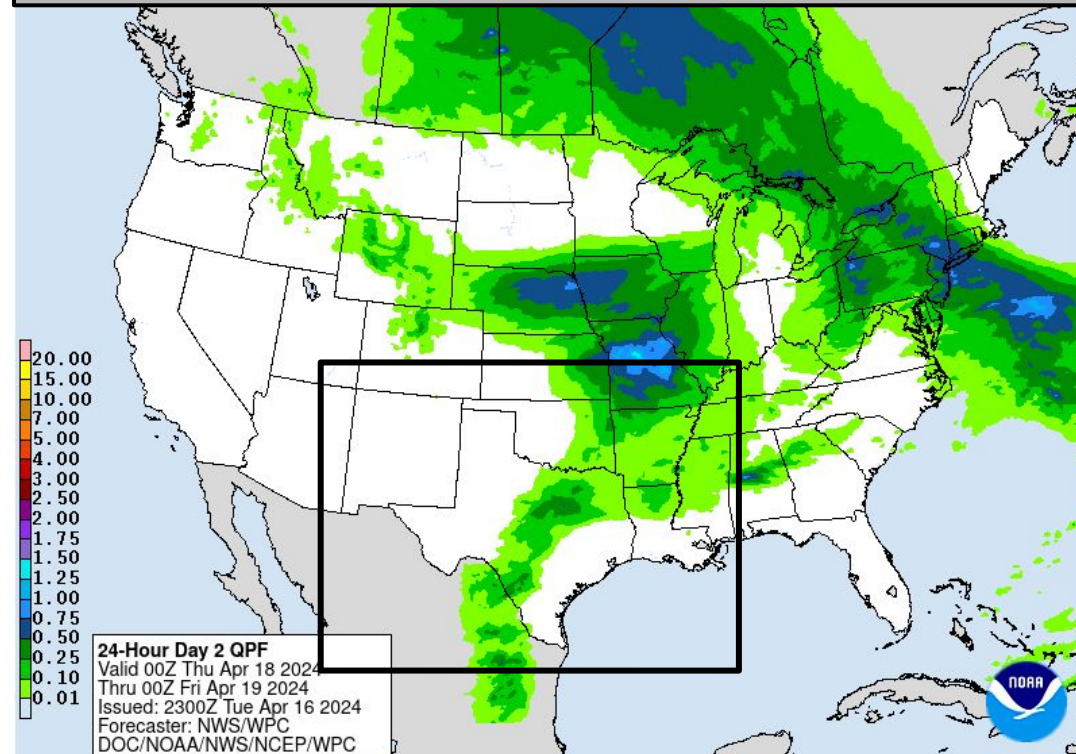 20.00
15.00
10.00
7.00
5.00
4.00
3.00
2.50
2.00
1.75
1.50
1.25
1.00
0.75
0.50
0.25
0.10
0.01
24-Hour Day 2 QPF
Valid 00Z Thu Apr 18 2024
Thru 00Z Fri Apr 19 2024
Issued: 2300Z Tue Apr 16 2024
Forecaster: NWS/WPC
DOC/NOAA/NWS/NCEP/WPC
NOAA